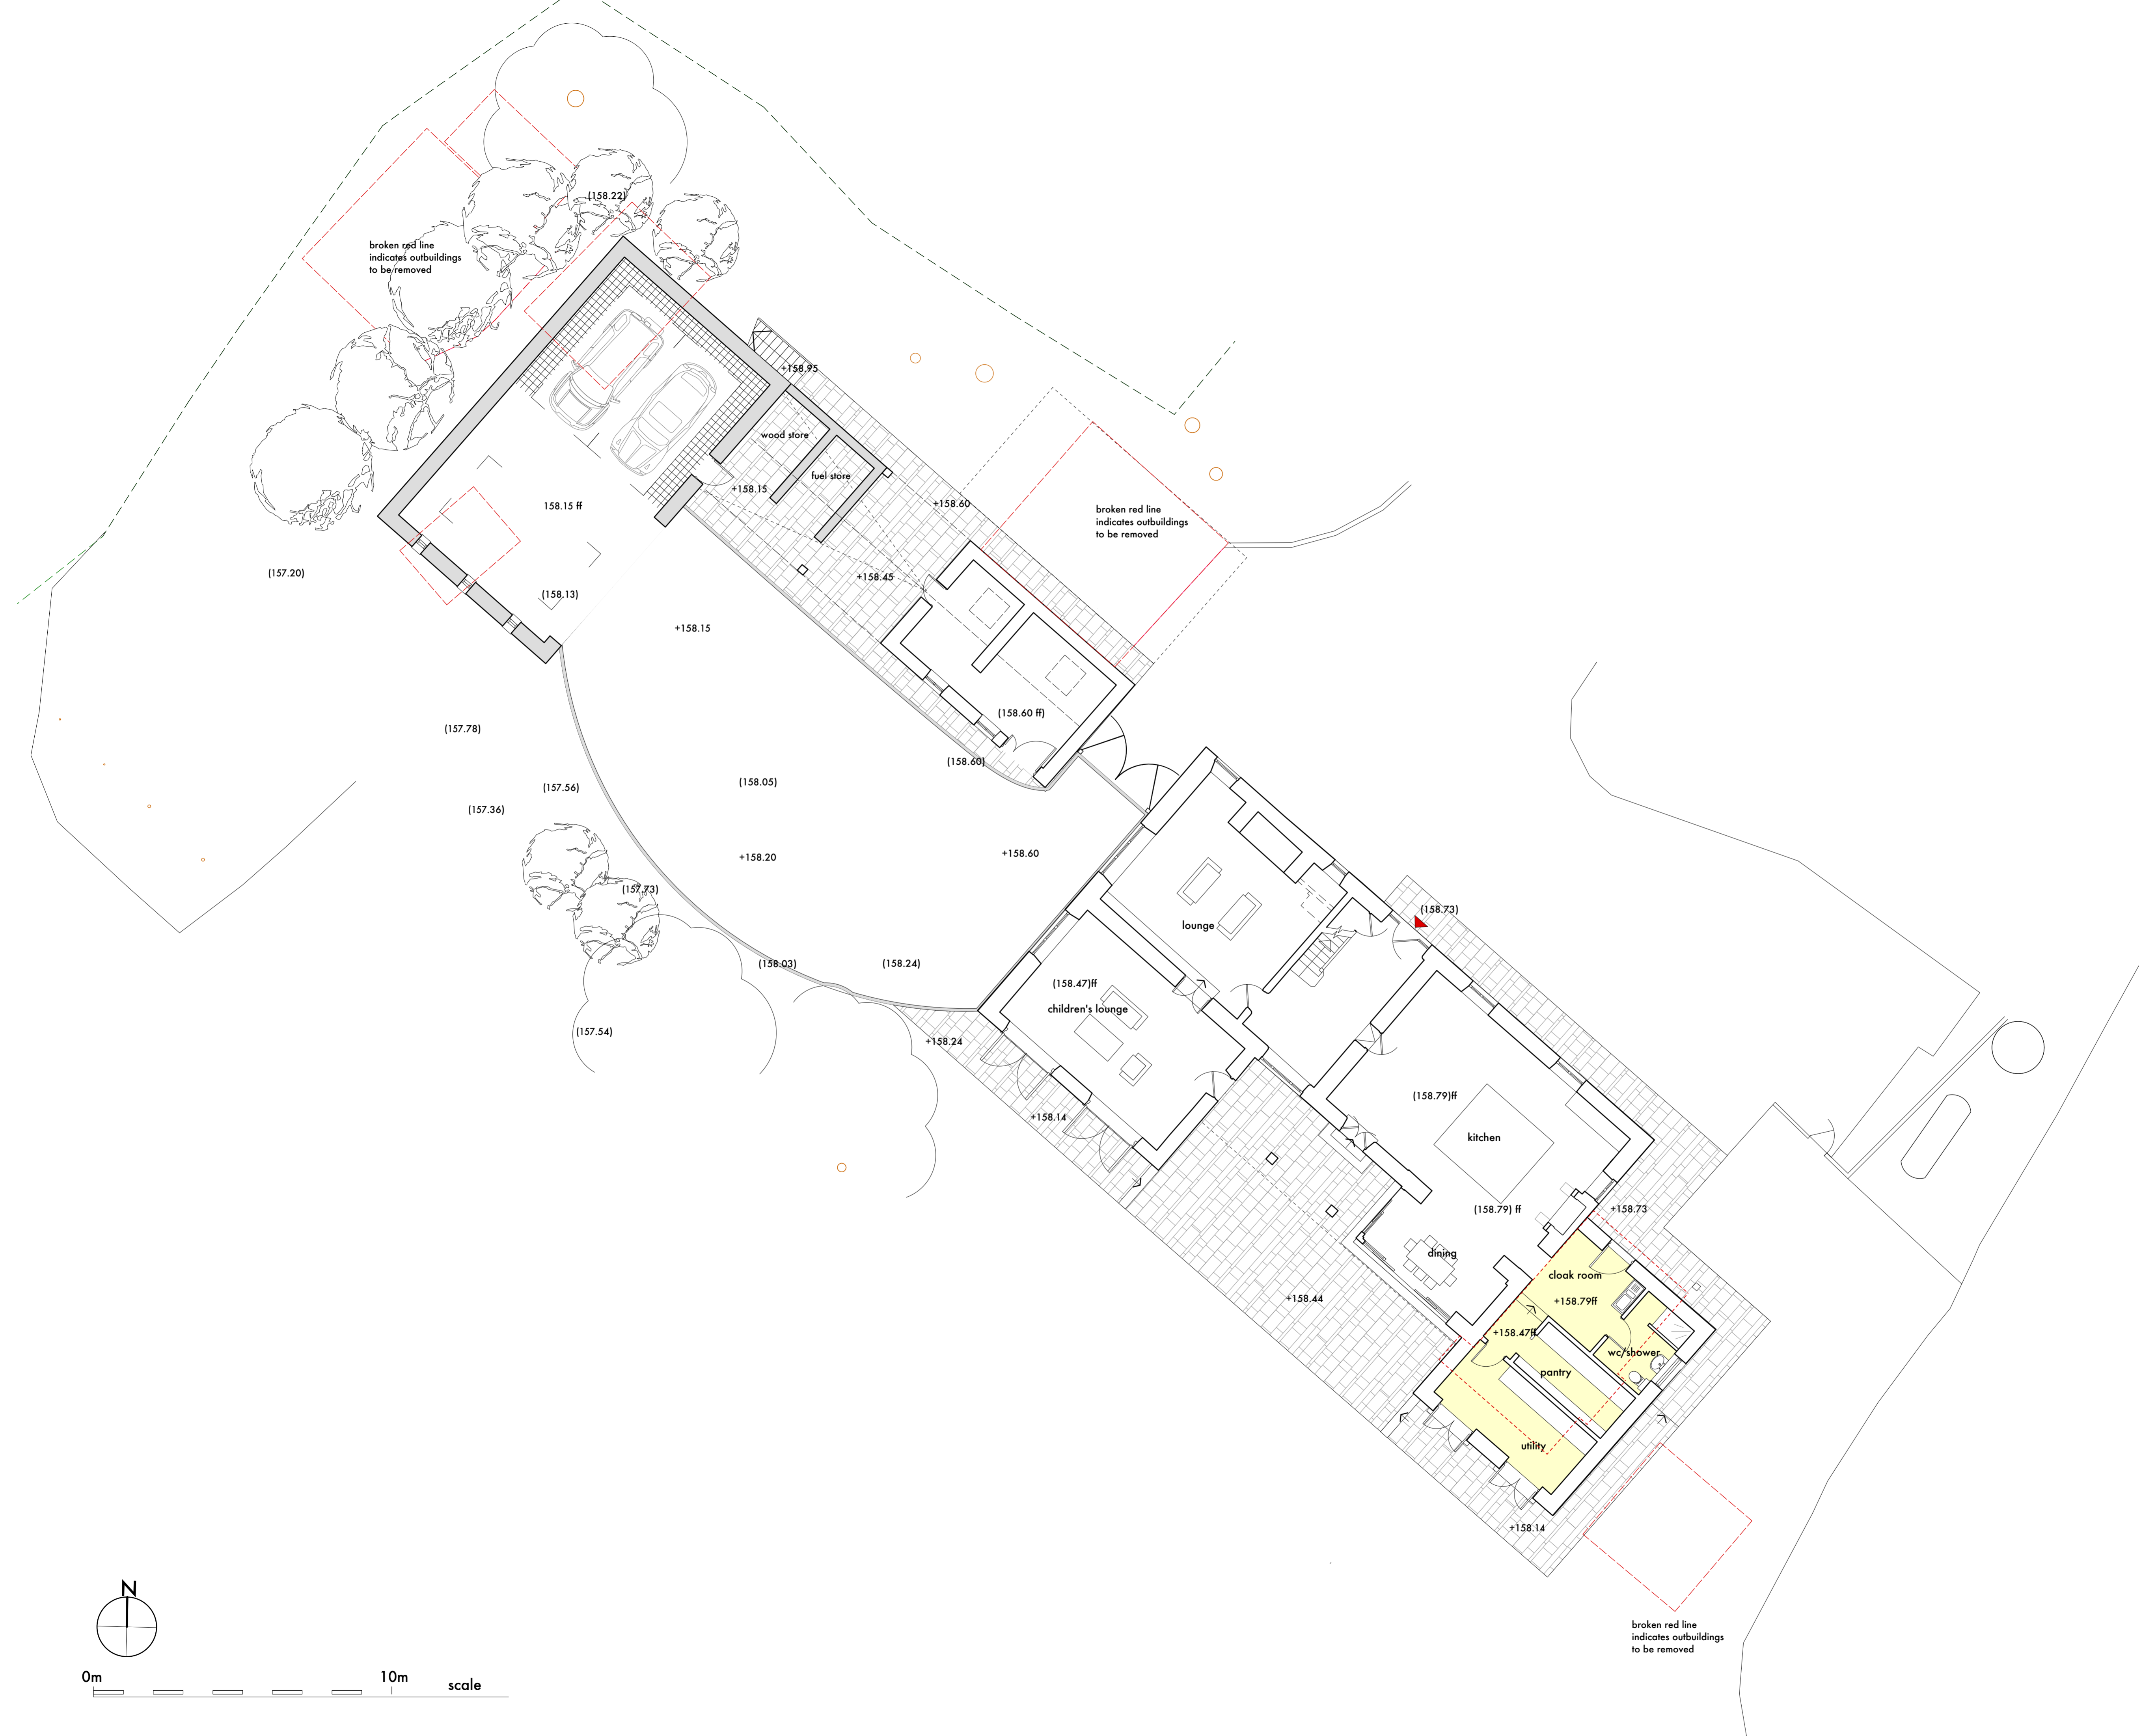 (158.22)
broken red line
indicates outbuildings
to be removed
+158.95
wood store
fuel store
+158.15
158.15 ff
+158.60
broken red line
indicates outbuildings
to be removed
(157.20)
+158.45
(158.13)
+158.15
(158.60 ff)
(157.78)
(158.60)
(158.05)
(157.56)
(157.36)
+158.60
+158.20
(157.73)
(158.73)
lounge
(158.03)
(158.24)
(158.47)ff
children's lounge
(157.54)
+158.24
(158.79)ff
+158.14
kitchen
(158.79) ff
+158.73
dining
cloak room
+158.79ff
+158.44
+158.47ff
wc/shower
pantry
utility
+158.14
N
broken red line
indicates outbuildings
to be removed
0m
10m
scale